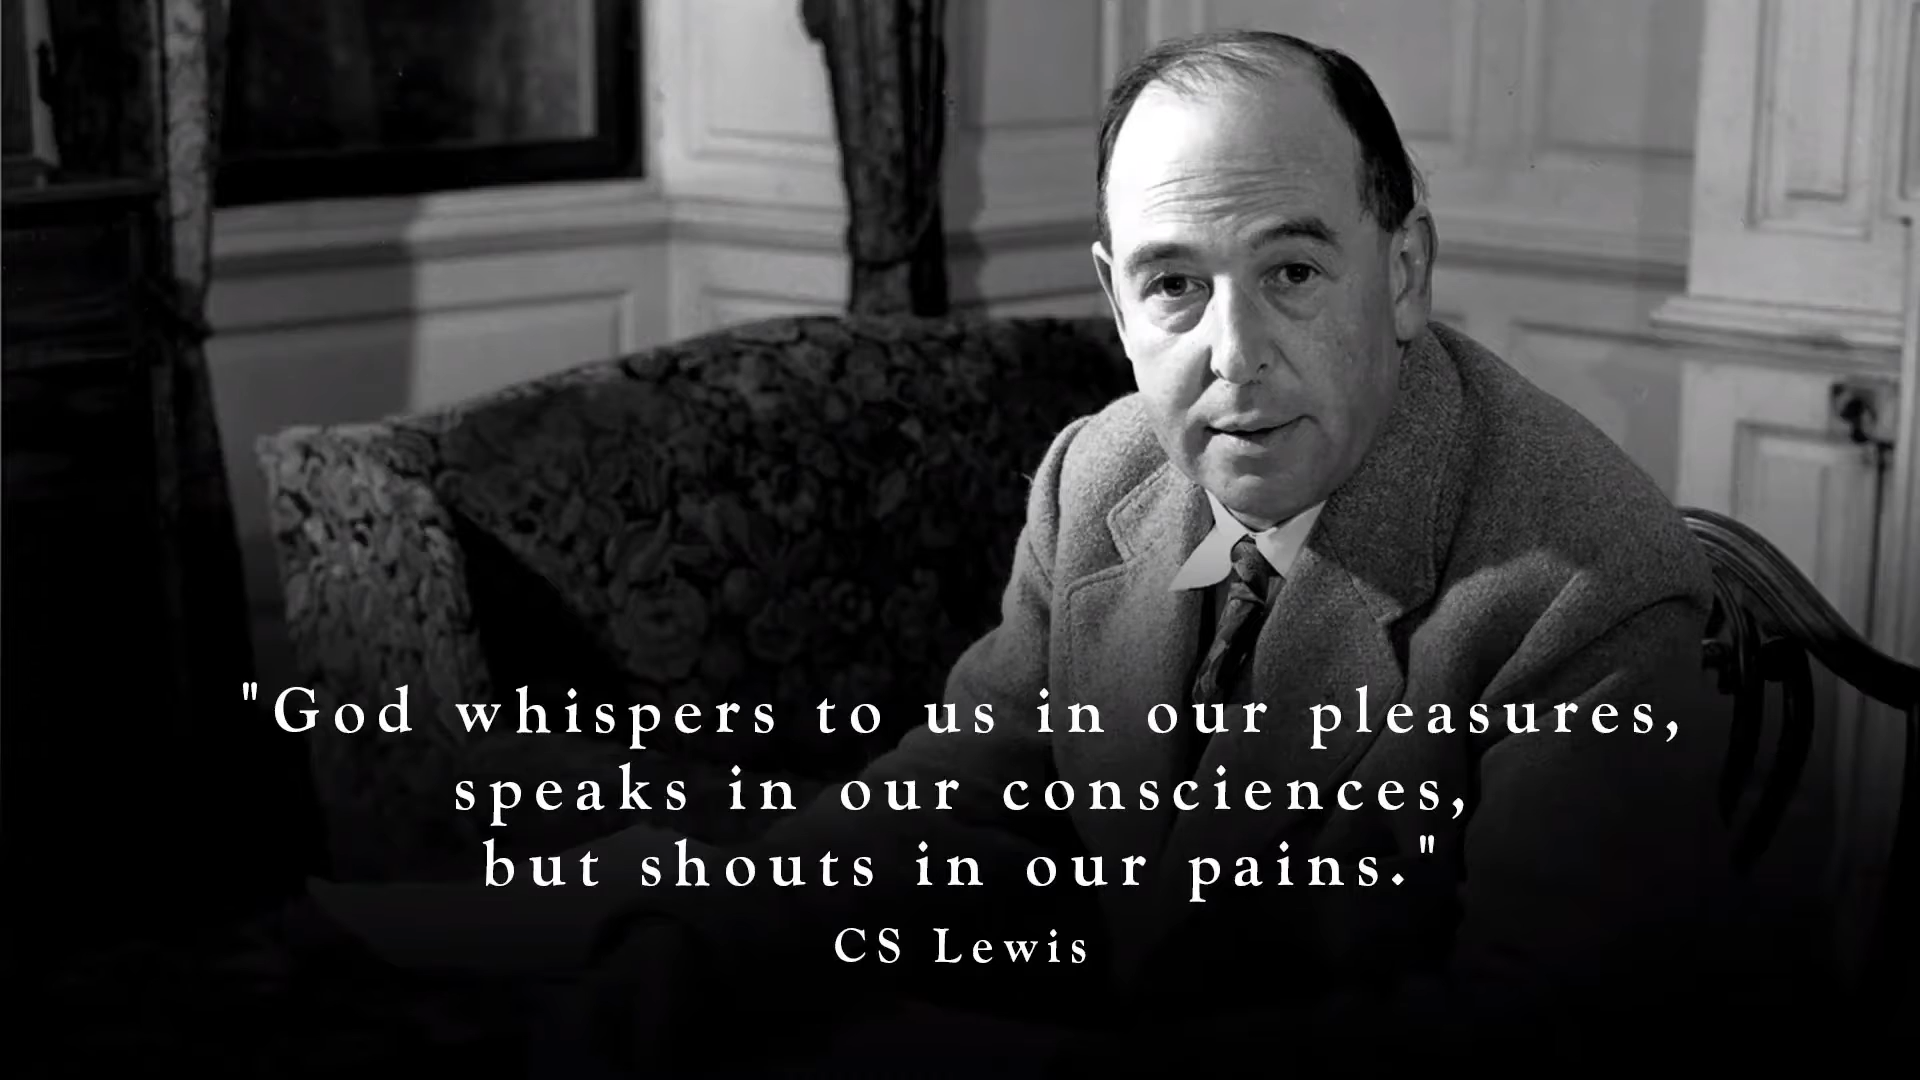 "God whispers to us in our pleasures,
speaks in our consciences,
but shouts in our pains."
CS Lewis